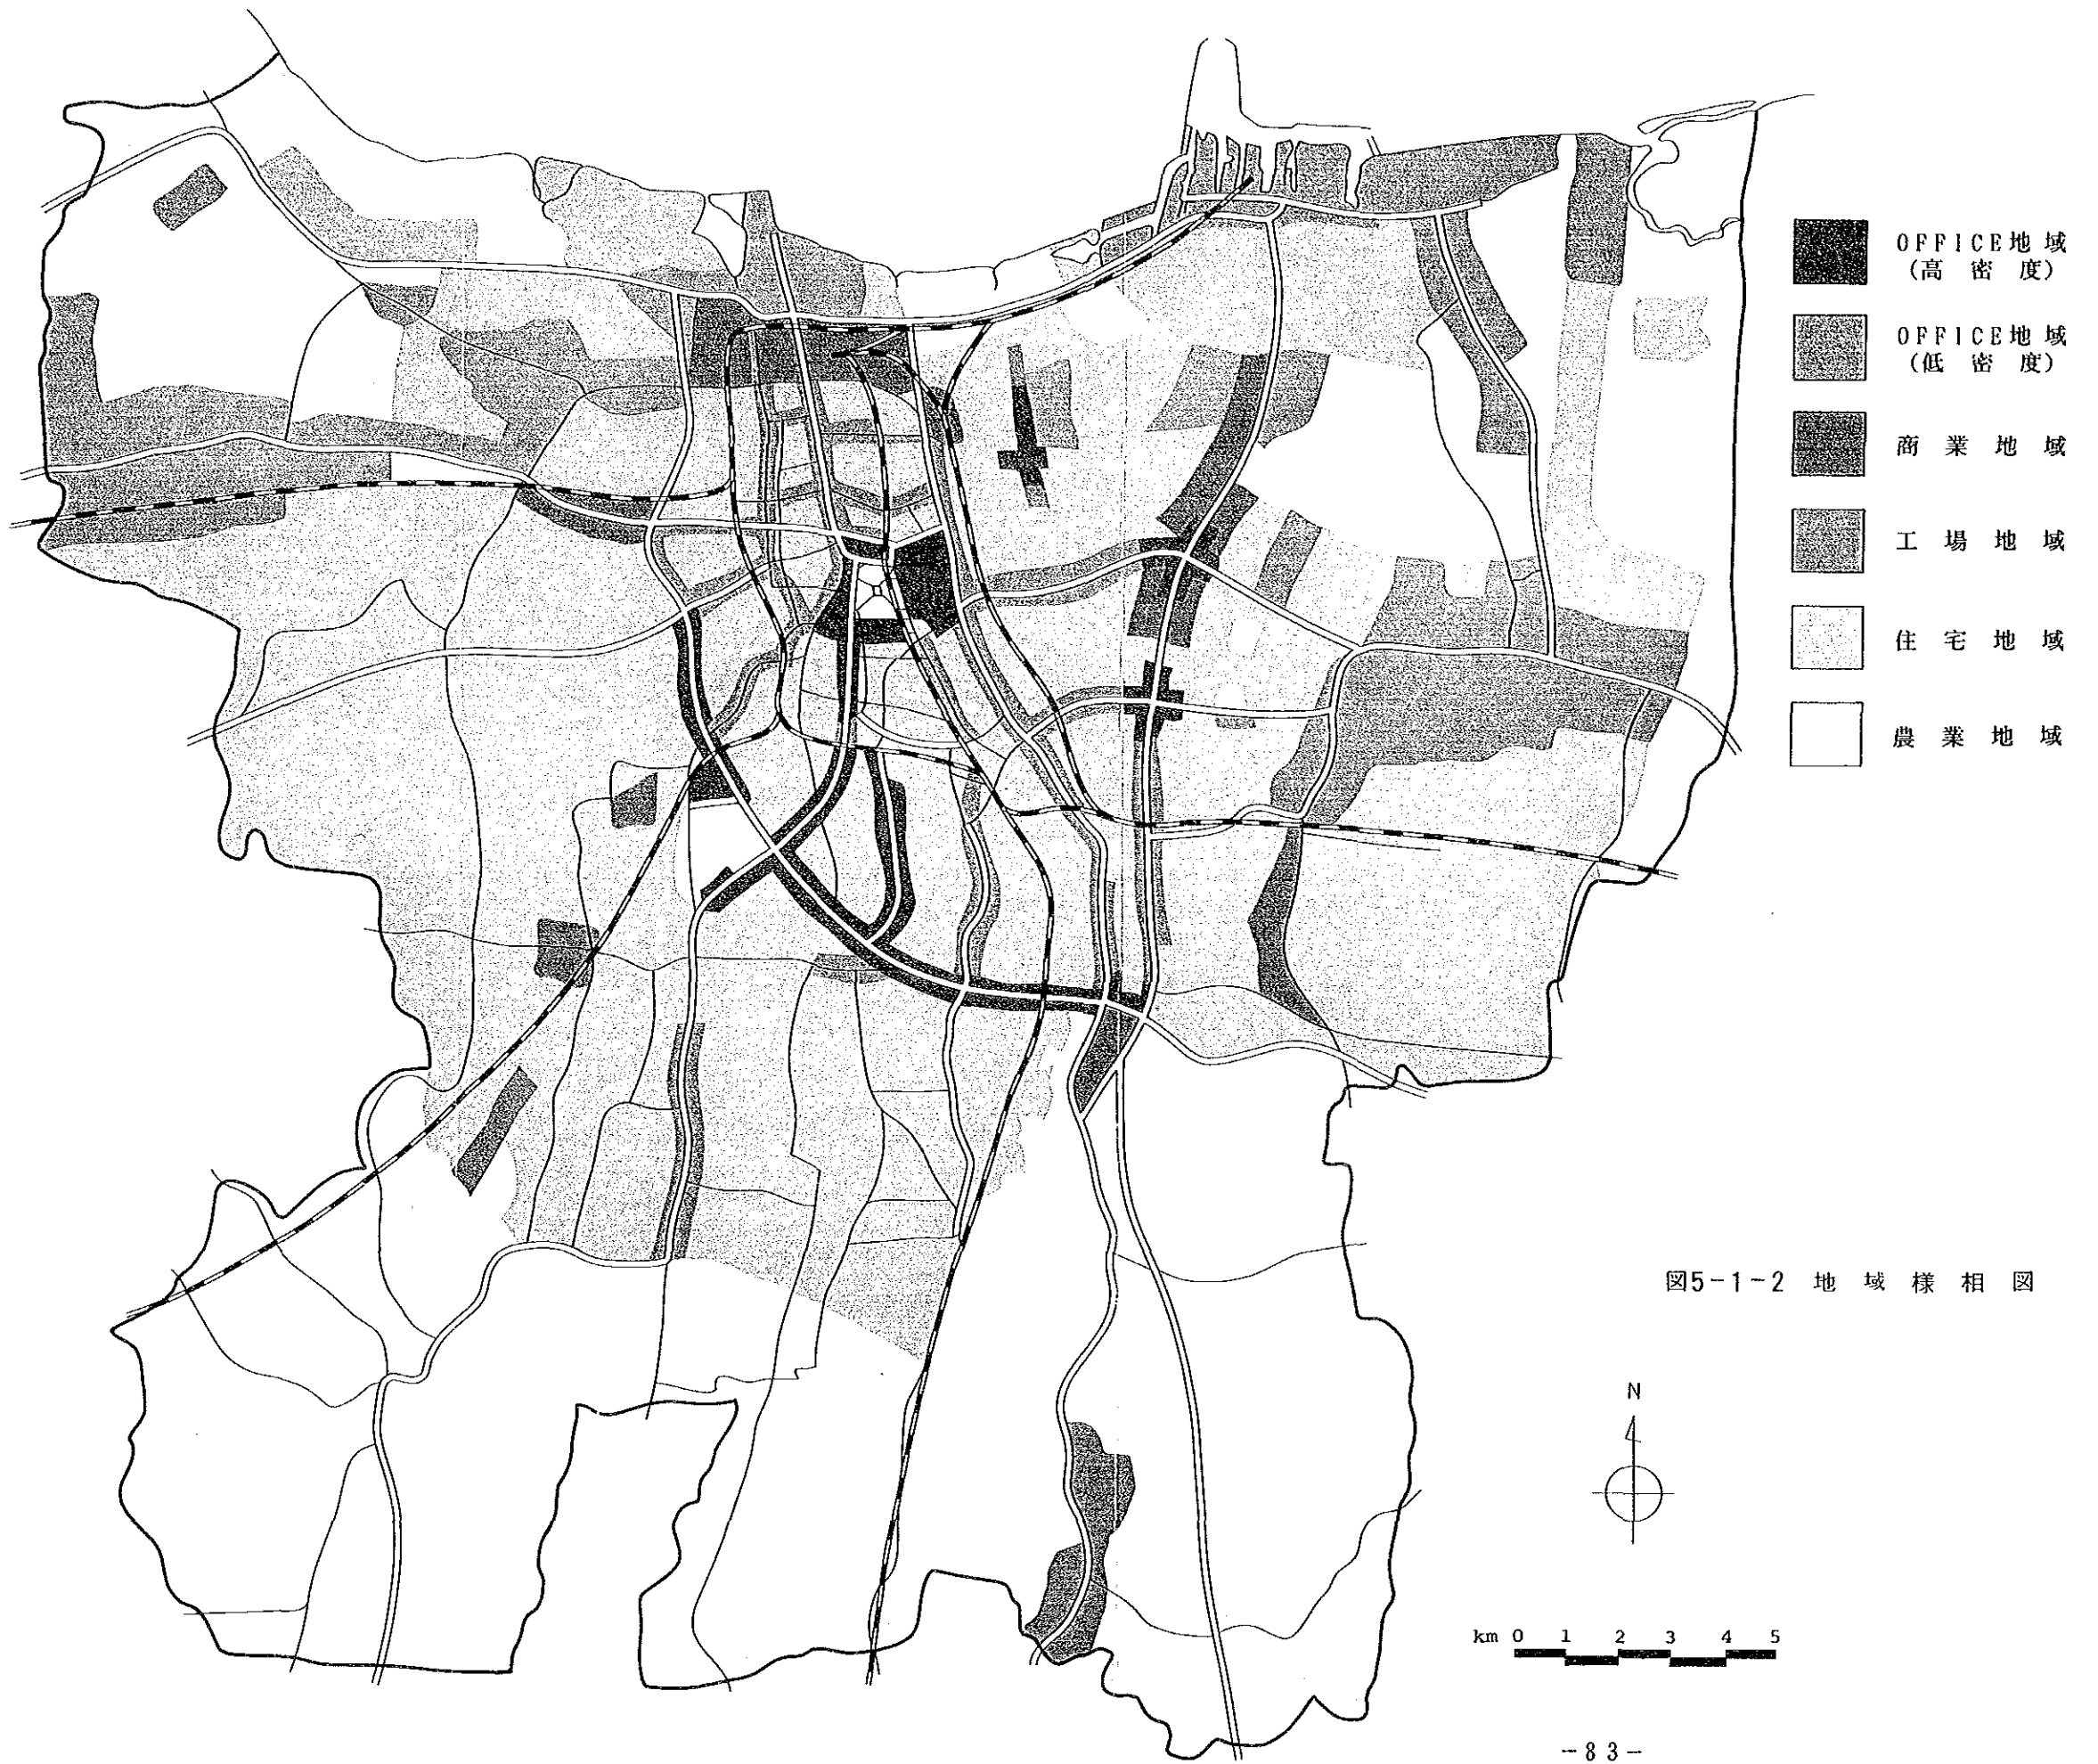 OFFICE地域
(高密度)
OFFICE地域
(低密度)
商業地域
工場地域
住宅地域
農業地域
図5-1-2 地域様相図
N
km 0 1 2 3 4 5
-83-